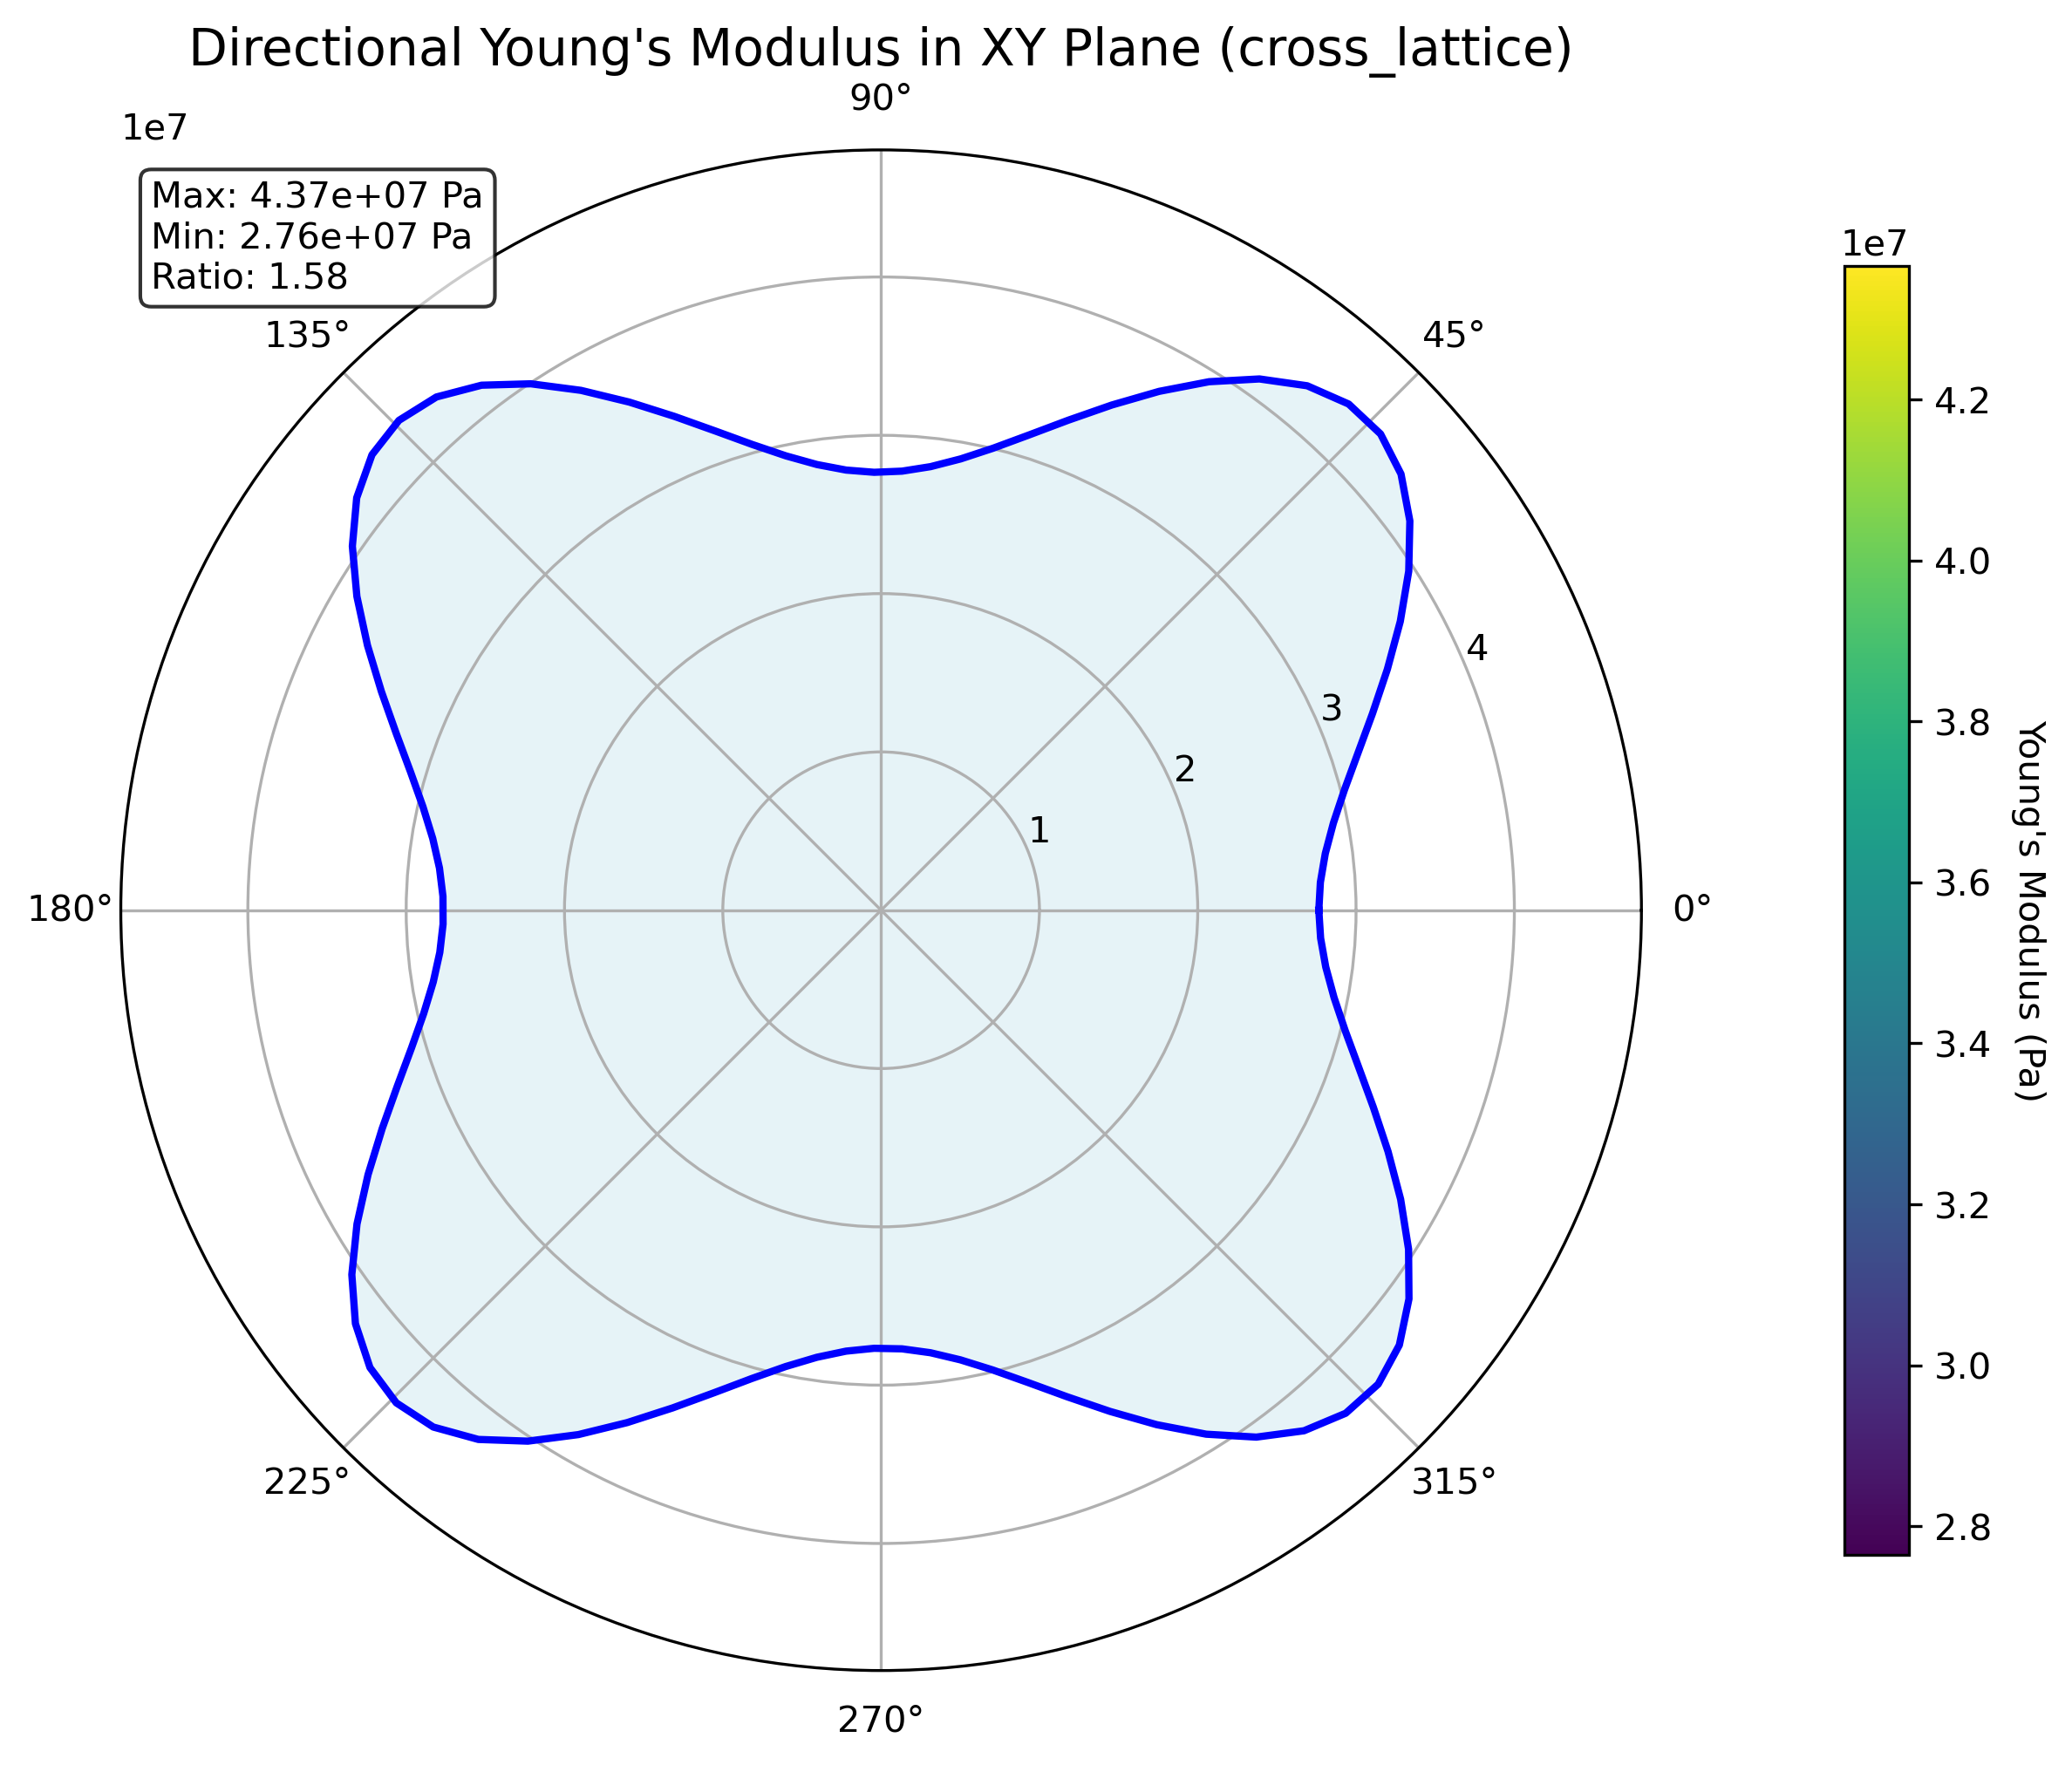 Directional Young's Modulus in XY Plane (cross_lattice)
90°
1e7
Max: 4.37e+07 Pa
Min: 2.76e+07 Pa
Ratio: 1.58
135°
45°
180°
0°
225°
315°
270°
1
2
3
4
1e7
4.2
4.0
3.8
3.6
3.4
3.2
3.0
2.8
Young's Modulus (Pa)